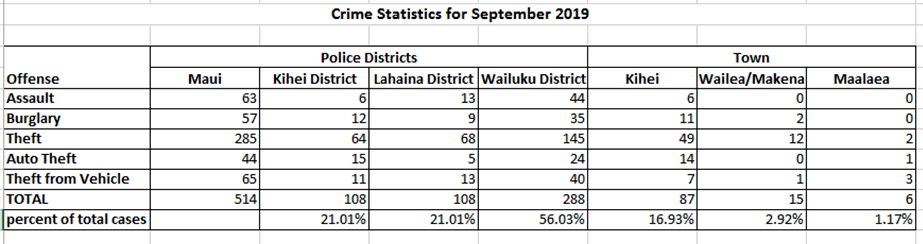 Crime Statistics for September 2019
Police Districts Town
Offense Maui Kihei District Lahaina District Wailuku District Kihei Wailea/Makena Maalaea
Assault 63 6 13 44 6 0 0
Burglary 57 12 9 35 11 2 0
Theft 285 64 68 145 49 12 2
Auto Theft 44 15 5 24 14 0 1
Theft from Vehicle 65 11 13 40 7 1 3
TOTAL 514 108 108 288 87 15 6
percent of total cases 21.01% 21.01% 56.03% 16.93% 2.92% 1.17%